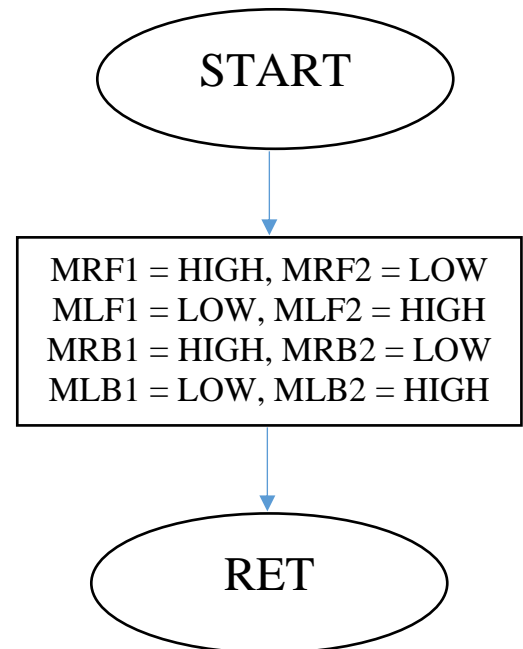 START
MRF1 = HIGH, MRF2 = LOW
MLF1 = LOW, MLF2 = HIGH
MRB1 = HIGH, MRB2 = LOW
MLB1 = LOW, MLB2 = HIGH
RET